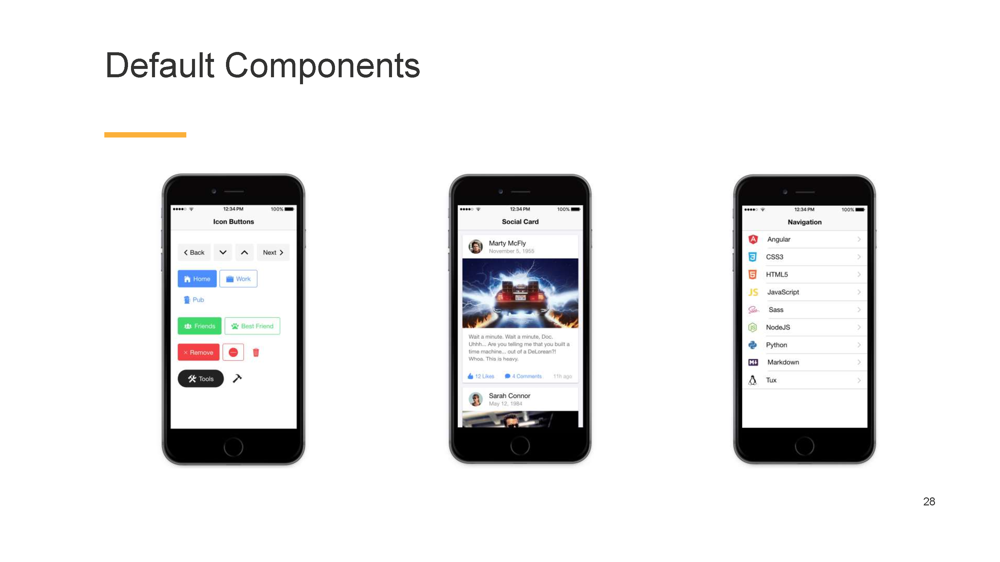 Default Components
12:34 PM 100%
Icon Buttons
Back Next
Home Work
Pub
Friends Best Friend
× Remove
Tools
12:34 PM 100%
Social Card
Marty McFly
November 5, 1955
Wait a minute. Wait a minute, Doc.
Uhhh... Are you telling me that you built a
time machine... out of a DeLorean?!
Whoa. This is heavy.
12 Likes 4 Comments 11h ago
Sarah Connor
May 12, 1984
12:34 PM 100%
Navigation
A Angular
3 CSS3
5 HTML5
JS JavaScript
Sass Sass
JS NodeJS
Python
M Markdown
Tux
28